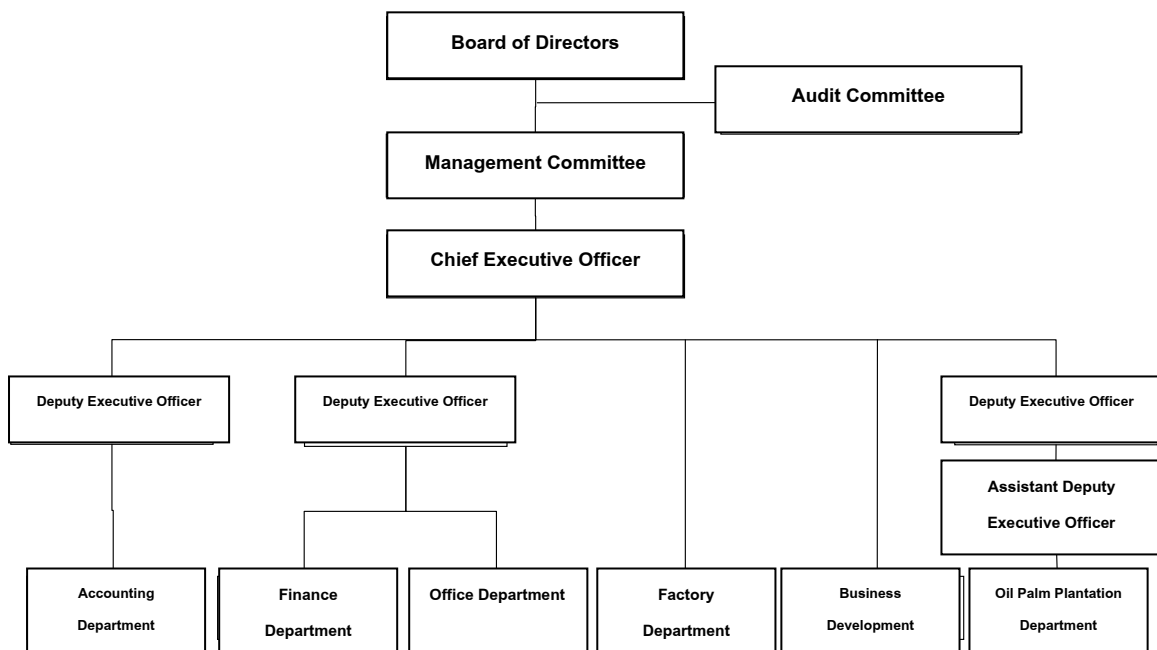 Board of Directors
Audit Committee
Management Committee
Chief Executive Officer
Deputy Executive Officer
Deputy Executive Officer
Deputy Executive Officer
Assistant Deputy
Executive Officer
Accounting
Department
Finance
Department
Office Department
Factory
Department
Business
Development
Oil Palm Plantation
Department